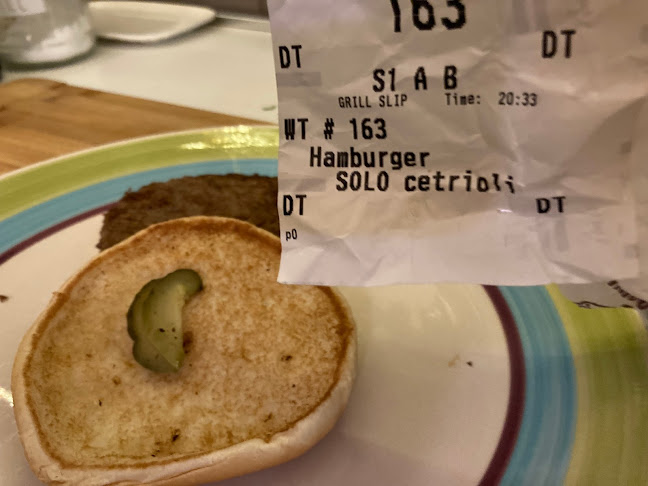 163
DT DT
S1 A B
GRILL SLIP Time: 20:33
WT # 163
Hamburger
SOLO cetrioli
DT DT
p0